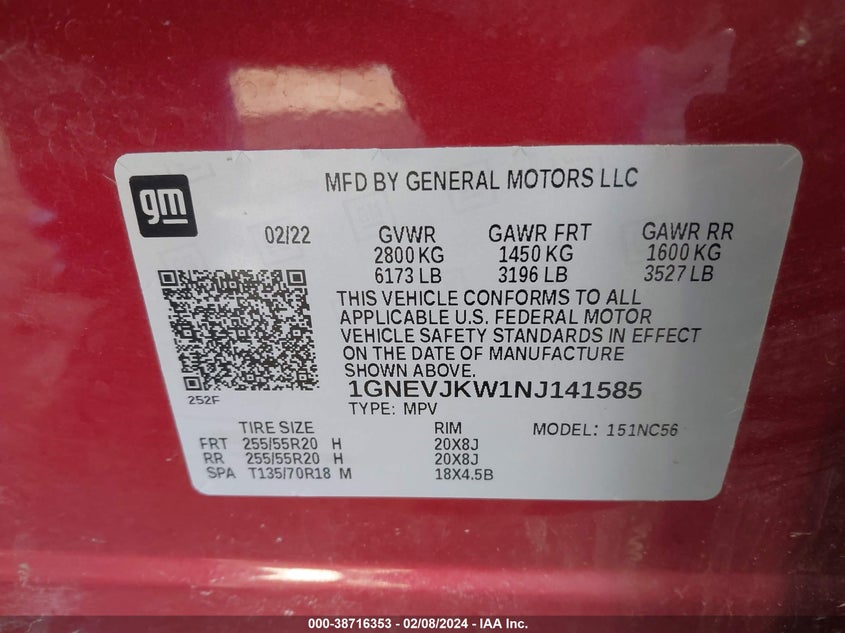 gm
MFD BY GENERAL MOTORS LLC
02/22 GVWR GAWR FRT GAWR RR
2800 KG 1450 KG 1600 KG
6173 LB 3196 LB 3527 LB
THIS VEHICLE CONFORMS TO ALL
APPLICABLE U.S. FEDERAL MOTOR
VEHICLE SAFETY STANDARDS IN EFFECT
ON THE DATE OF MANUFACTURE
SHOWN ABOVE.
252F
1GNEVJKW1NJ141585
TYPE: MPV
TIRE SIZE RIM MODEL: 151NC56
FRT 255/55R20 H 20X8J
RR 255/55R20 H 20X8J
SPA T135/70R18 M 18X4.5B
000-38716353 - 02/08/2024 - IAA Inc.